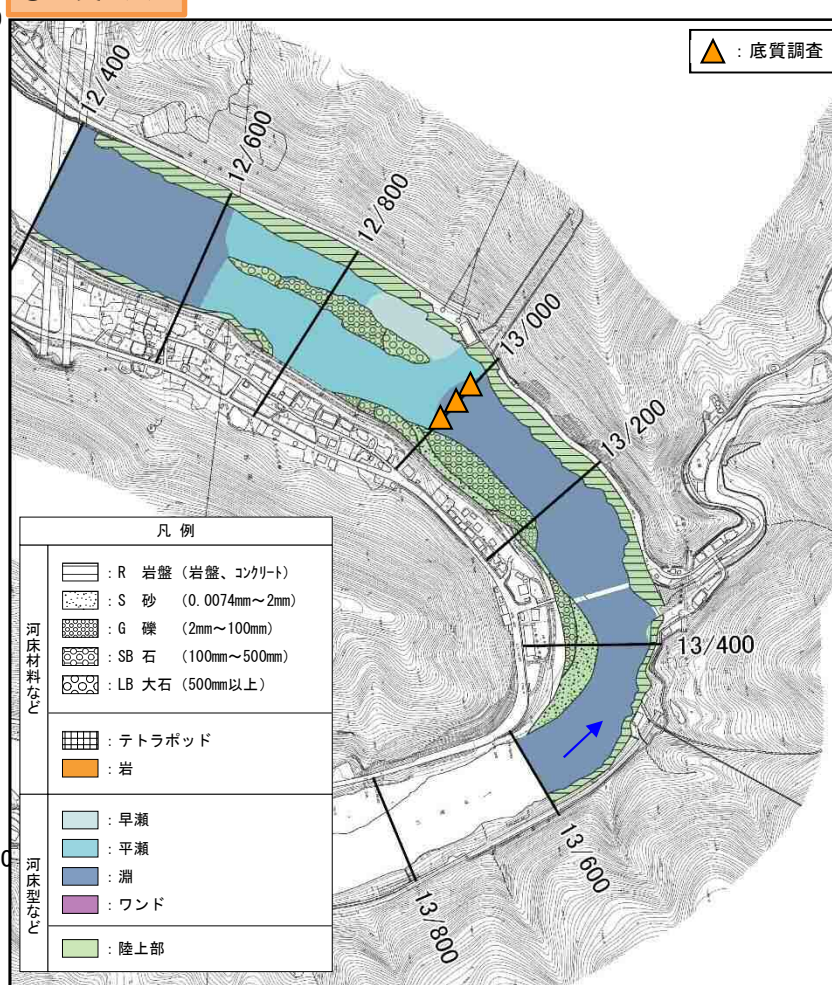 ▲ : 底質調査
12/400
12/600
12/800
13/000
13/200
13/400
13/600
13/800
凡 例
河床材料など
: R 岩盤 (岩盤、コンクリート)
: S 砂 (0.0074mm～2mm)
: G 礫 (2mm～100mm)
: SB 石 (100mm～500mm)
: LB 大石 (500mm以上)
: テトラポッド
: 岩
河床型など
: 早瀬
: 平瀬
: 淵
: ワンド
: 陸上部